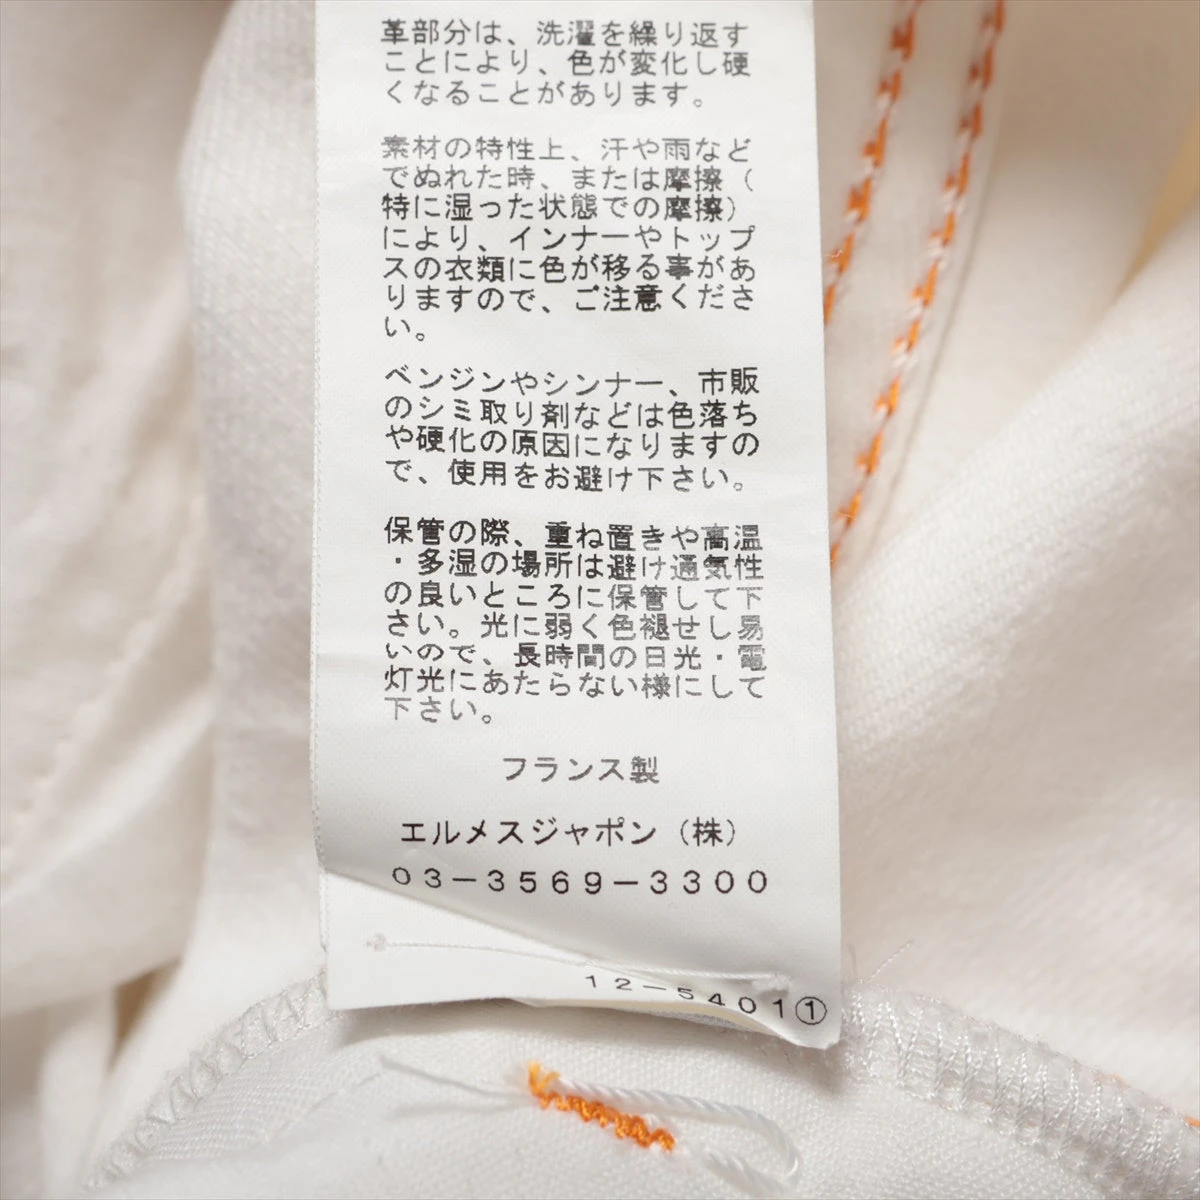 革部分は、洗濯を繰り返す
ことにより、色が変化し硬
くなることがあります。
素材の特性上、汗や雨など
でぬれた時、または摩擦（
特に湿った状態での摩擦）
により、インナーやトップ
スの衣類に色が移る事があ
りますので、ご注意くださ
い。
ベンジンやシンナー、市販
のシミ取り剤などは色落ち
や硬化の原因になりますの
で、使用をお避け下さい。
保管の際、重ね置きや高温
・多湿の場所は避け通気性
の良いところに保管して下
さい。光に弱く色褪せし易
いので、長時間の日光・電
灯光にあたらない様にして
下さい。
フランス製
エルメスジャポン（株）
03-3569-3300
12-5401①